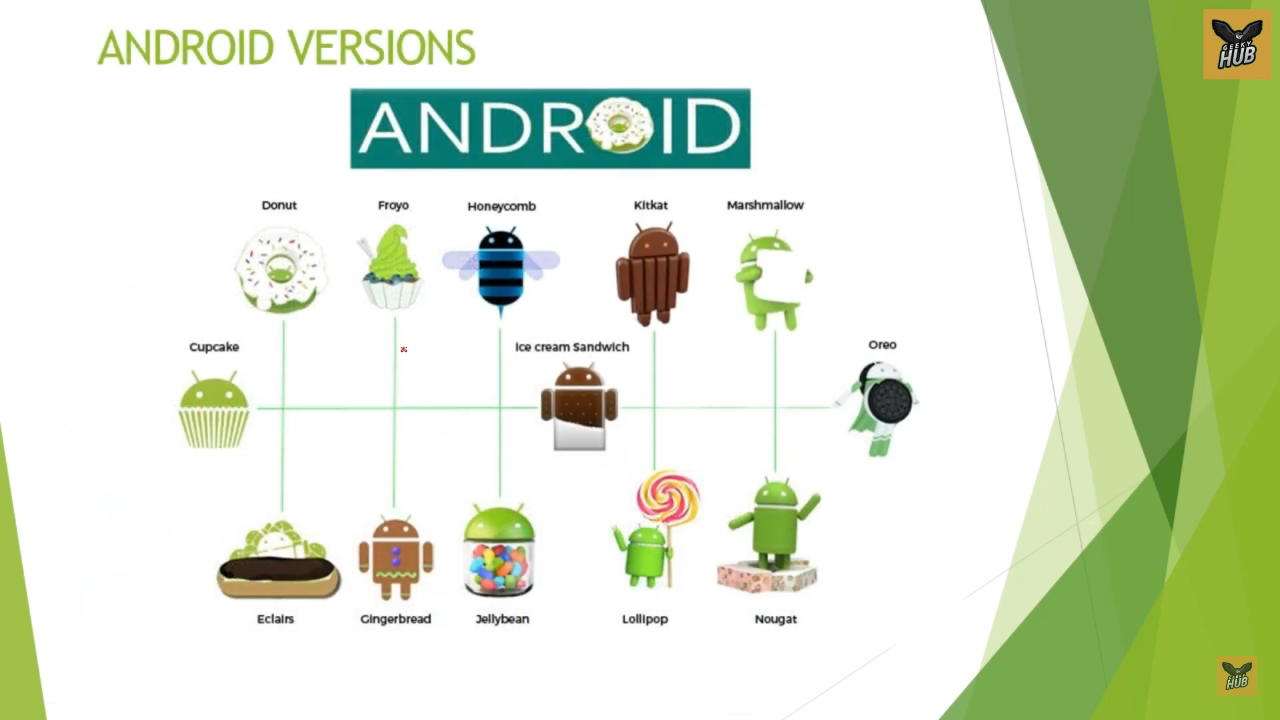 ANDROID VERSIONS
GEEKY
HUB
ANDROID
Donut
Froyo
Honeycomb
Kitkat
Marshmallow
Cupcake
ice cream Sandwich
Oreo
Eclairs
Gingerbread
Jellybean
Lollipop
Nougat
HUB